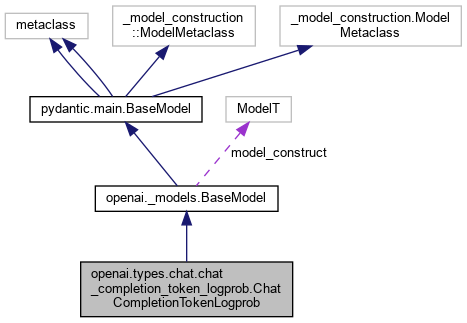 metaclass
_model_construction
::ModelMetaclass
_model_construction.Model
Metaclass
pydantic.main.BaseModel
ModelT
model_construct
openai._models.BaseModel
openai.types.chat.chat
_completion_token_logprob.Chat
CompletionTokenLogprob